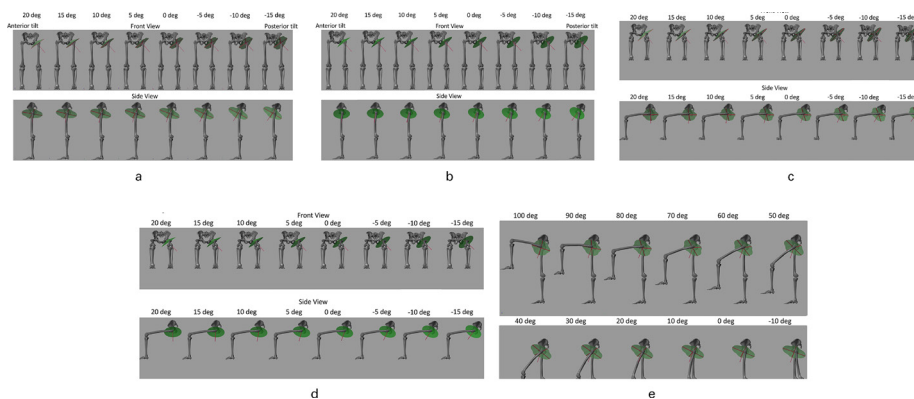 20 deg 15 deg 10 deg 5 deg 0 deg -5 deg -10 deg -15 deg
Anterior tilt Front View Posterior tilt
Side View
a
20 deg 15 deg 10 deg 5 deg 0 deg -5 deg -10 deg -15 deg
Anterior tilt Front View Posterior tilt
Side View
b
20 deg 15 deg 10 deg 5 deg 0 deg -5 deg -10 deg -15
Side View
20 deg 15 deg 10 deg 5 deg 0 deg -5 deg -10 deg -15
c
Front View
20 deg 15 deg 10 deg 5 deg 0 deg -5 deg -10 deg -15 deg
Side View
20 deg 15 deg 10 deg 5 deg 0 deg -5 deg -10 deg -15 deg
d
100 deg 90 deg 80 deg 70 deg 60 deg 50 deg
40 deg 30 deg 20 deg 10 deg 0 deg -10 deg
e